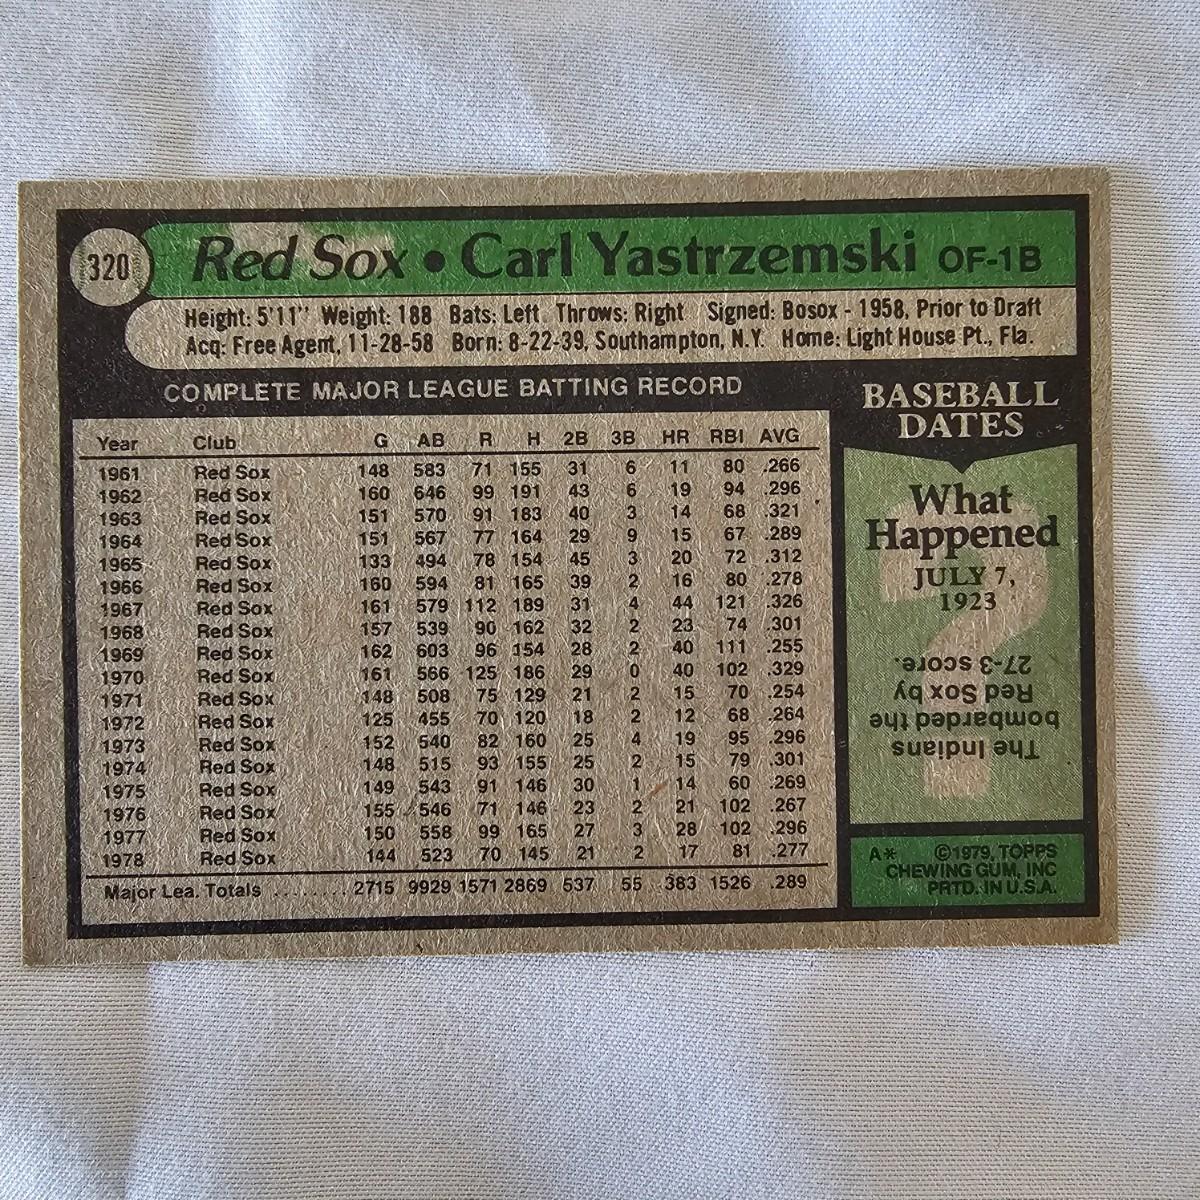 320
Red Sox • Carl Yastrzemski OF-1B
Height: 5'11" Weight: 188 Bats: Left Throws: Right Signed: Bosox - 1958, Prior to Draft
Acq: Free Agent, 11-28-58 Born: 8-22-39, Southampton, N.Y. Home: Light House Pt., Fla.
COMPLETE MAJOR LEAGUE BATTING RECORD
Year Club G AB R H 2B 3B HR RBI AVG
1961 Red Sox 148 583 71 155 31 6 11 80 .266
1962 Red Sox 160 646 99 191 43 6 19 94 .296
1963 Red Sox 151 570 91 183 40 3 14 68 .321
1964 Red Sox 151 567 77 164 29 9 15 67 .289
1965 Red Sox 133 494 78 154 45 3 20 72 .312
1966 Red Sox 160 594 81 165 39 2 16 80 .278
1967 Red Sox 161 579 112 189 31 4 44 121 .326
1968 Red Sox 157 539 90 162 32 2 23 74 .301
1969 Red Sox 162 603 96 154 28 2 40 111 .255
1970 Red Sox 161 566 125 186 29 0 40 102 .329
1971 Red Sox 148 508 75 129 21 2 15 70 .254
1972 Red Sox 125 455 70 120 18 2 12 68 .264
1973 Red Sox 152 540 82 160 25 4 19 95 .296
1974 Red Sox 148 515 93 155 25 2 15 79 .301
1975 Red Sox 149 543 91 146 30 1 14 60 .269
1976 Red Sox 155 546 71 146 23 2 21 102 .267
1977 Red Sox 150 558 99 165 27 3 28 102 .296
1978 Red Sox 144 523 70 145 21 2 17 81 .277
Major Lea. Totals ........ 2715 9929 1571 2869 537 55 383 1526 .289
BASEBALL
DATES
What
Happened
JULY 7,
1923
The Indians
bombarded the
Red Sox by
27-3 score.
A* ©1979, TOPPS
CHEWING GUM, INC
PRTD. IN U.S.A.